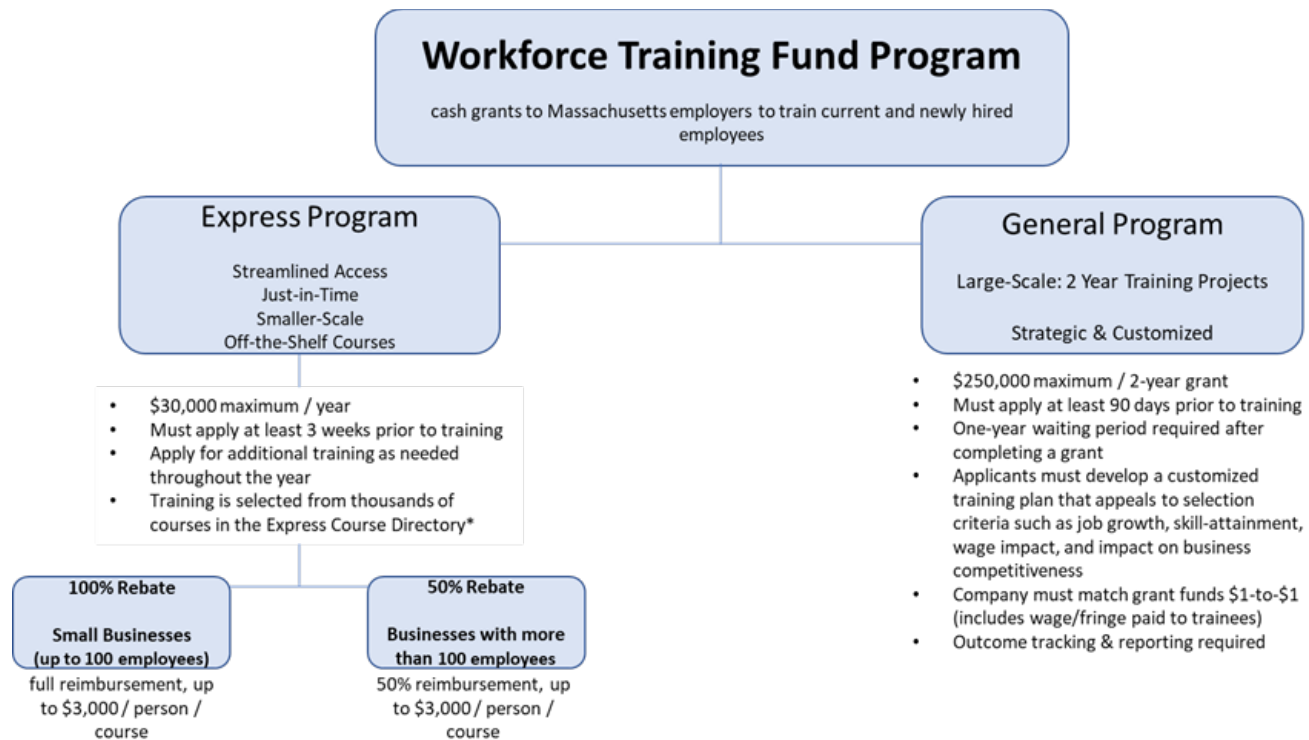 Workforce Training Fund Program
cash grants to Massachusetts employers to train current and newly hired
employees
Express Program
Streamlined Access
Just-in-Time
Smaller-Scale
Off-the-Shelf Courses
• $30,000 maximum / year
• Must apply at least 3 weeks prior to training
• Apply for additional training as needed
throughout the year
• Training is selected from thousands of
courses in the Express Course Directory*
100% Rebate
Small Businesses
(up to 100 employees)
full reimbursement, up
to $3,000 / person /
course
50% Rebate
Businesses with more
than 100 employees
50% reimbursement, up
to $3,000 / person /
course
General Program
Large-Scale: 2 Year Training Projects
Strategic & Customized
• $250,000 maximum / 2-year grant
• Must apply at least 90 days prior to training
• One-year waiting period required after
completing a grant
• Applicants must develop a customized
training plan that appeals to selection
criteria such as job growth, skill-attainment,
wage impact, and impact on business
competitiveness
• Company must match grant funds $1-to-$1
(includes wage/fringe paid to trainees)
• Outcome tracking & reporting required